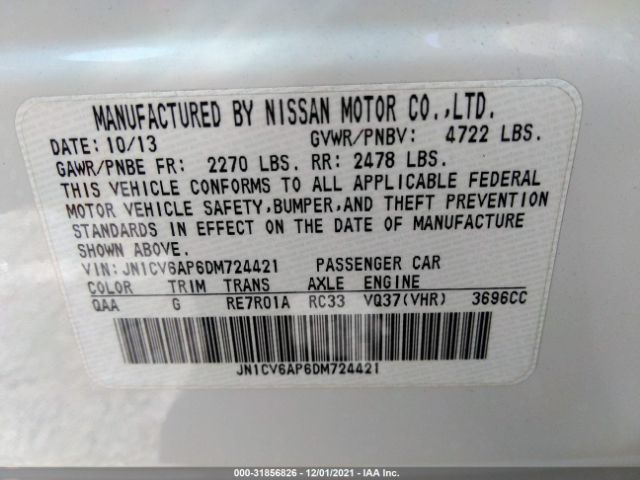 MANUFACTURED BY NISSAN MOTOR CO.,LTD.
DATE: 10/13 GVWR/PNBV: 4722 LBS.
GAWR/PNBE FR: 2270 LBS. RR: 2478 LBS.
THIS VEHICLE CONFORMS TO ALL APPLICABLE FEDERAL
MOTOR VEHICLE SAFETY,BUMPER,AND THEFT PREVENTION
STANDARDS IN EFFECT ON THE DATE OF MANUFACTURE
SHOWN ABOVE.
VIN: JN1CV6AP6DM724421 PASSENGER CAR
COLOR TRIM TRANS AXLE ENGINE
QAA G RE7R01A RC33 VQ37(VHR) 3696CC
JN1CV6AP6DM724421
000-31856826 - 12/01/2021 - IAA Inc.